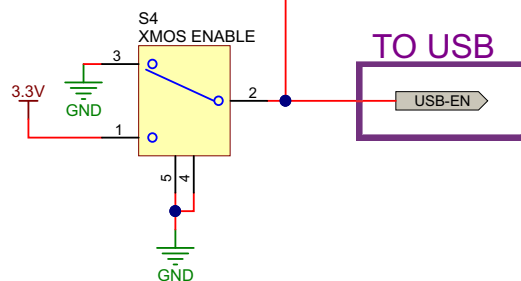 S4
XMOS ENABLE
TO USB
3
3.3V
GND
2
USB-EN
1
5
4
GND